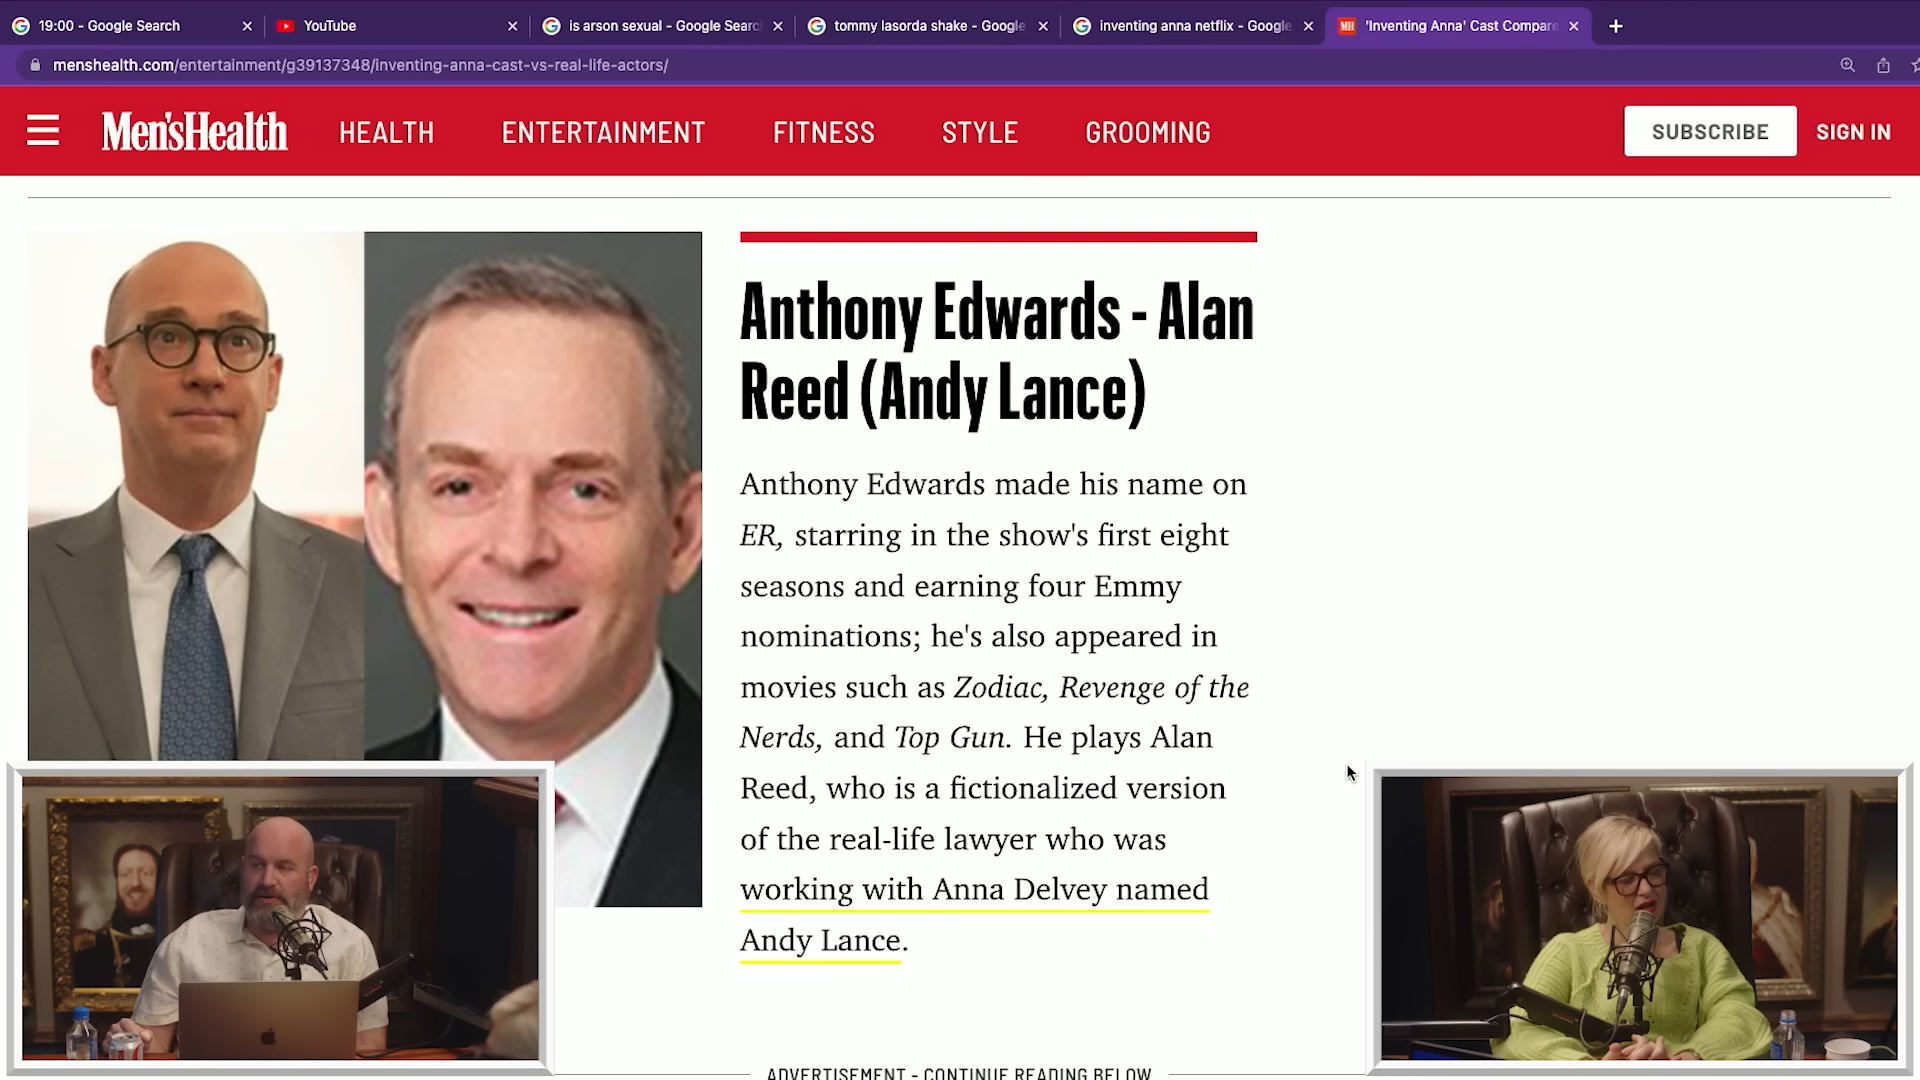 19:00 - Google Search
YouTube
is arson sexual - Google Searc
tommy lasorda shake - Google
inventing anna netflix - Google
'Inventing Anna' Cast Compare
menshealth.com/entertainment/g39137348/inventing-anna-cast-vs-real-life-actors/
Men'sHealth HEALTH ENTERTAINMENT FITNESS STYLE GROOMING SUBSCRIBE SIGN IN
Anthony Edwards - Alan
Reed (Andy Lance)
Anthony Edwards made his name on
ER, starring in the show's first eight
seasons and earning four Emmy
nominations; he's also appeared in
movies such as Zodiac, Revenge of the
Nerds, and Top Gun. He plays Alan
Reed, who is a fictionalized version
of the real-life lawyer who was
working with Anna Delvey named
Andy Lance.
ADVERTISEMENT - CONTINUE READING BELOW